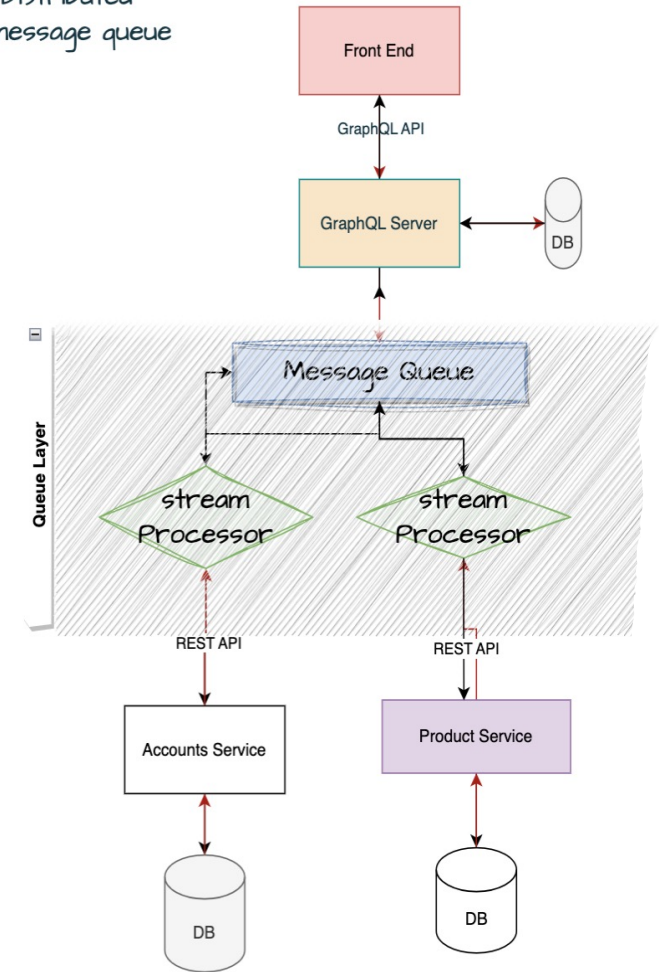 Distributed
message queue
Front End
GraphQL API
GraphQL Server
DB
Message Queue
Queue Layer
stream
Processor
stream
Processor
REST API
REST API
Accounts Service
Product Service
DB
DB